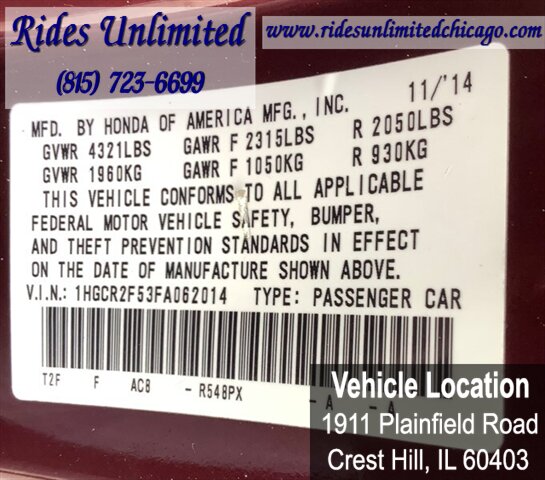 Rides Unlimited
(815) 723-6699
www.ridesunlimitedchicago.com
MFD. BY HONDA OF AMERICA MFG., INC. 11/'14
GVWR 4321LBS GAWR F 2315LBS R 2050LBS
GVWR 1960KG GAWR F 1050KG R 930KG
THIS VEHICLE CONFORMS TO ALL APPLICABLE
FEDERAL MOTOR VEHICLE SAFETY, BUMPER,
AND THEFT PREVENTION STANDARDS IN EFFECT
ON THE DATE OF MANUFACTURE SHOWN ABOVE.
V.I.N.: 1HGCR2F53FA062014 TYPE: PASSENGER CAR
T2F F AC8 - R548PX - A - A
Vehicle Location
1911 Plainfield Road
Crest Hill, IL 60403